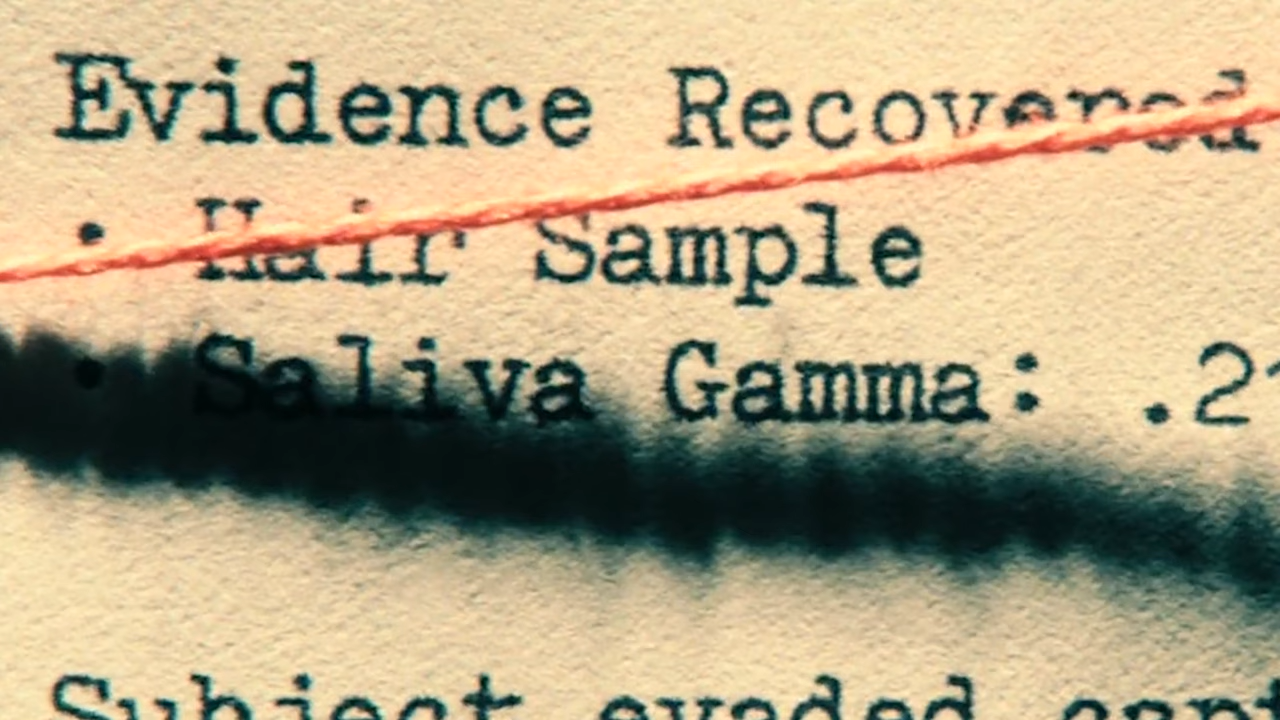 Evidence Recovered
• Hair Sample
• Saliva Gamma: .2
Subject evaded